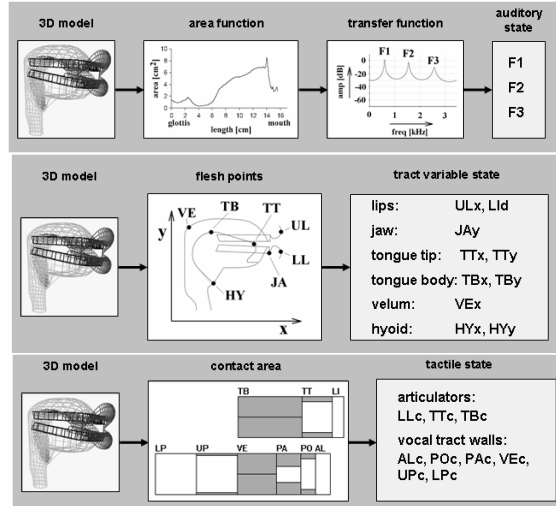 3D model
area function
transfer function
auditory
state
area [cm2]
10
8
6
4
2
0
0 2 4 6 8 10 12 14 16
glottis
mouth
length [cm]
amp [dB]
0
-20
-40
-60
F1
F2
F3
0 1 2 3
freq [kHz]
F1
F2
F3
3D model
flesh points
tract variable state
VE
TB
TT
UL
LL
JA
HY
y
x
lips: ULx, LId
jaw: JAy
tongue tip: TTx, TTy
tongue body: TBx, TBy
velum: VEx
hyoid: HYx, HYy
3D model
contact area
tactile state
TB TT LI
LP UP VE PA PO AL
articulators:
LLc, TTc, TBc
vocal tract walls:
ALc, POc, PAc, VEc,
UPc, LPc